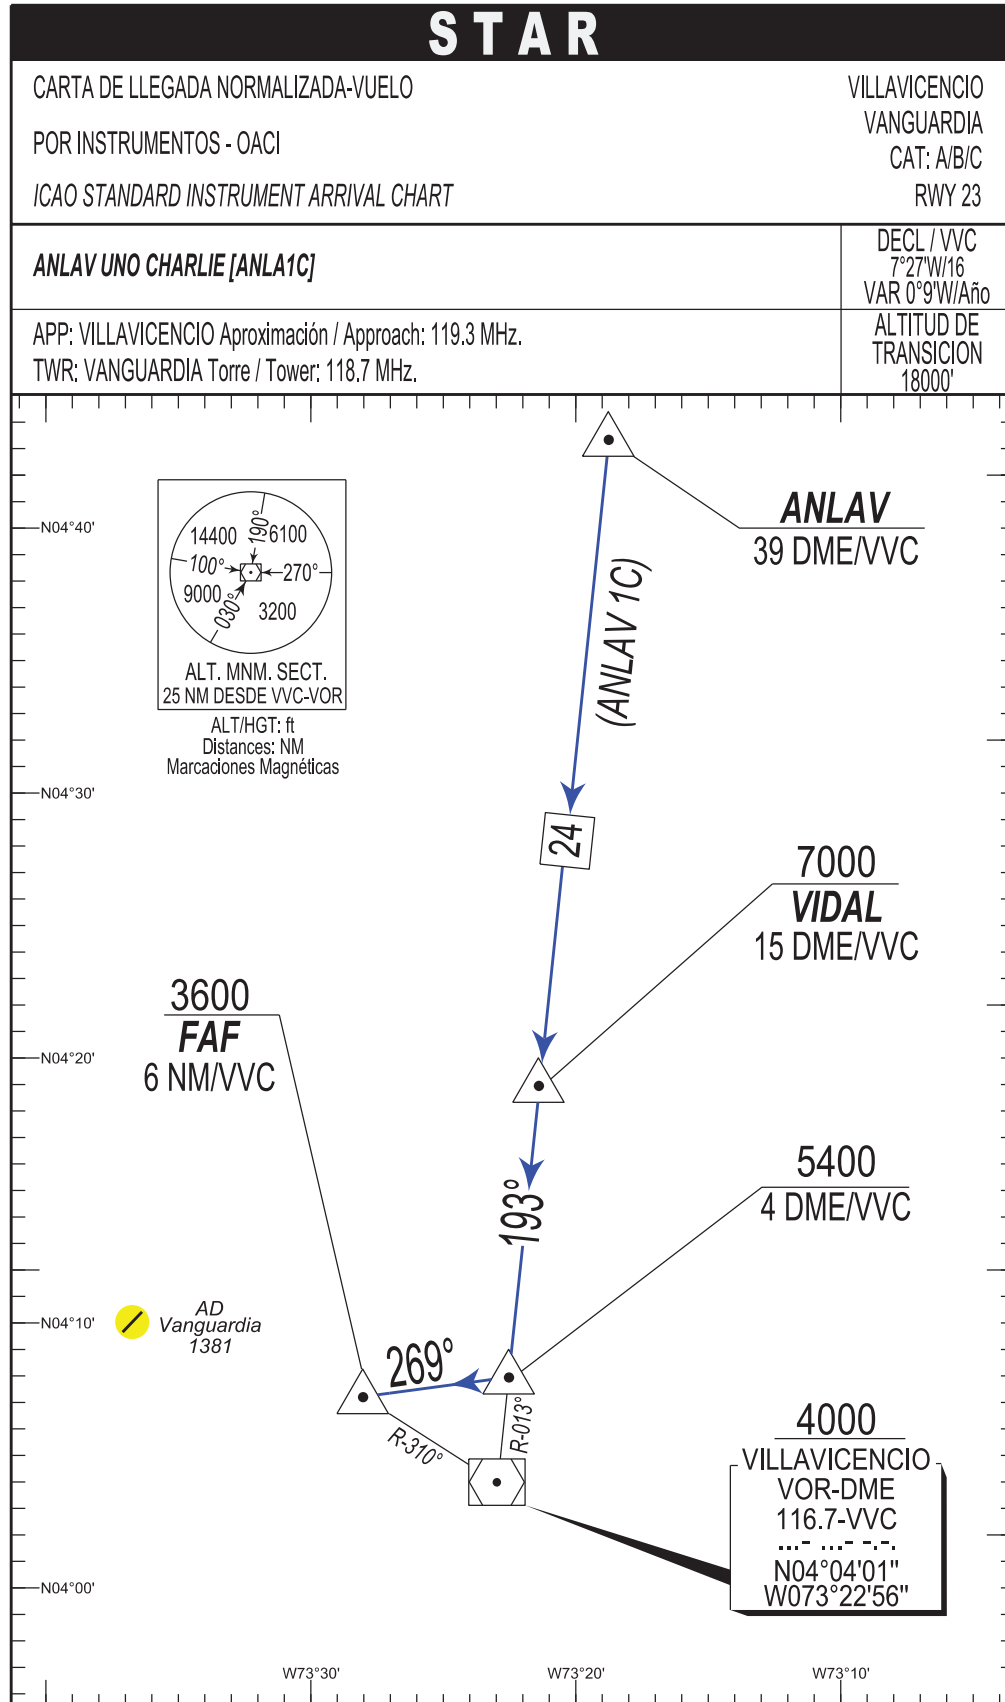 STAR
CARTA DE LLEGADA NORMALIZADA-VUELO
POR INSTRUMENTOS - OACI
ICAO STANDARD INSTRUMENT ARRIVAL CHART
VILLAVICENCIO
VANGUARDIA
CAT: A/B/C
RWY 23
ANLAV UNO CHARLIE [ANLA1C]
DECL / VVC
7°27'W/16
VAR 0°9'W/Año
APP: VILLAVICENCIO Aproximación / Approach: 119.3 MHz.
TWR: VANGUARDIA Torre / Tower: 118.7 MHz.
ALTITUD DE
TRANSICION
18000'
ANLAV
39 DME/VVC
N04°40'
14400
190°
6100
100°
270°
9000
030°
3200
ALT. MNM. SECT.
25 NM DESDE VVC-VOR
ALT/HGT: ft
Distances: NM
Marcaciones Magnéticas
(ANLAV 1C)
N04°30'
24
7000
VIDAL
15 DME/VVC
3600
FAF
6 NM/VVC
N04°20'
5400
4 DME/VVC
193°
N04°10'
AD
Vanguardia
1381
269°
R-310°
R-013°
4000
VILLAVICENCIO
VOR-DME
116.7-VVC
N04°04'01"
W073°22'56"
N04°00'
W73°30'
W73°20'
W73°10'